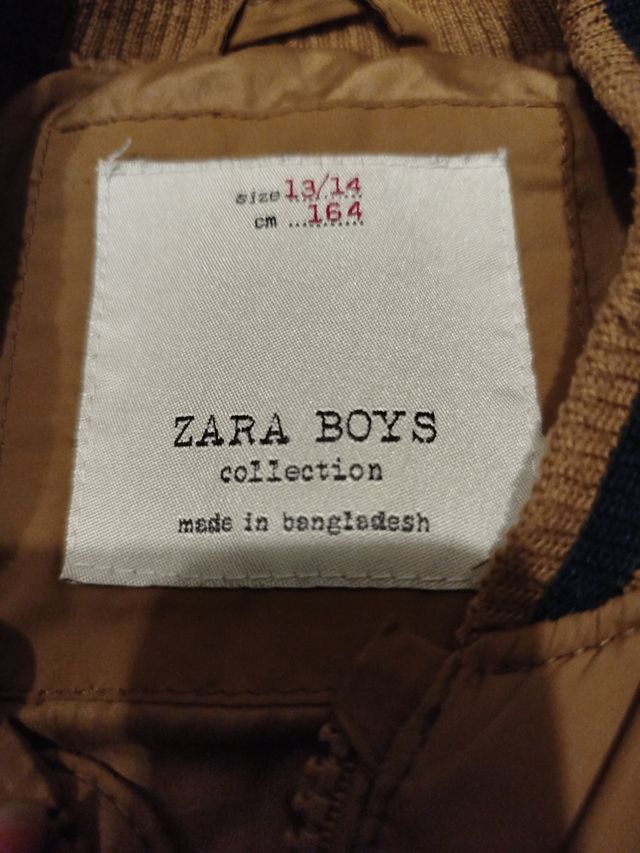 size 13/14
cm 164
ZARA BOYS
collection
made in bangladesh